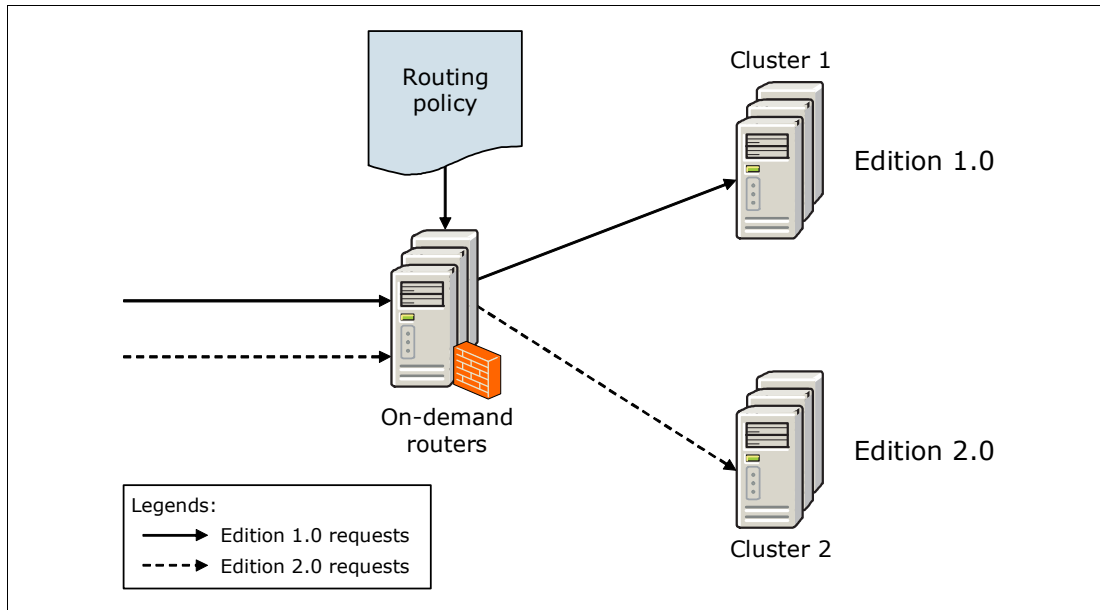 Routing
policy
Cluster 1
Edition 1.0
On-demand
routers
Edition 2.0
Cluster 2
Legends:
Edition 1.0 requests
Edition 2.0 requests